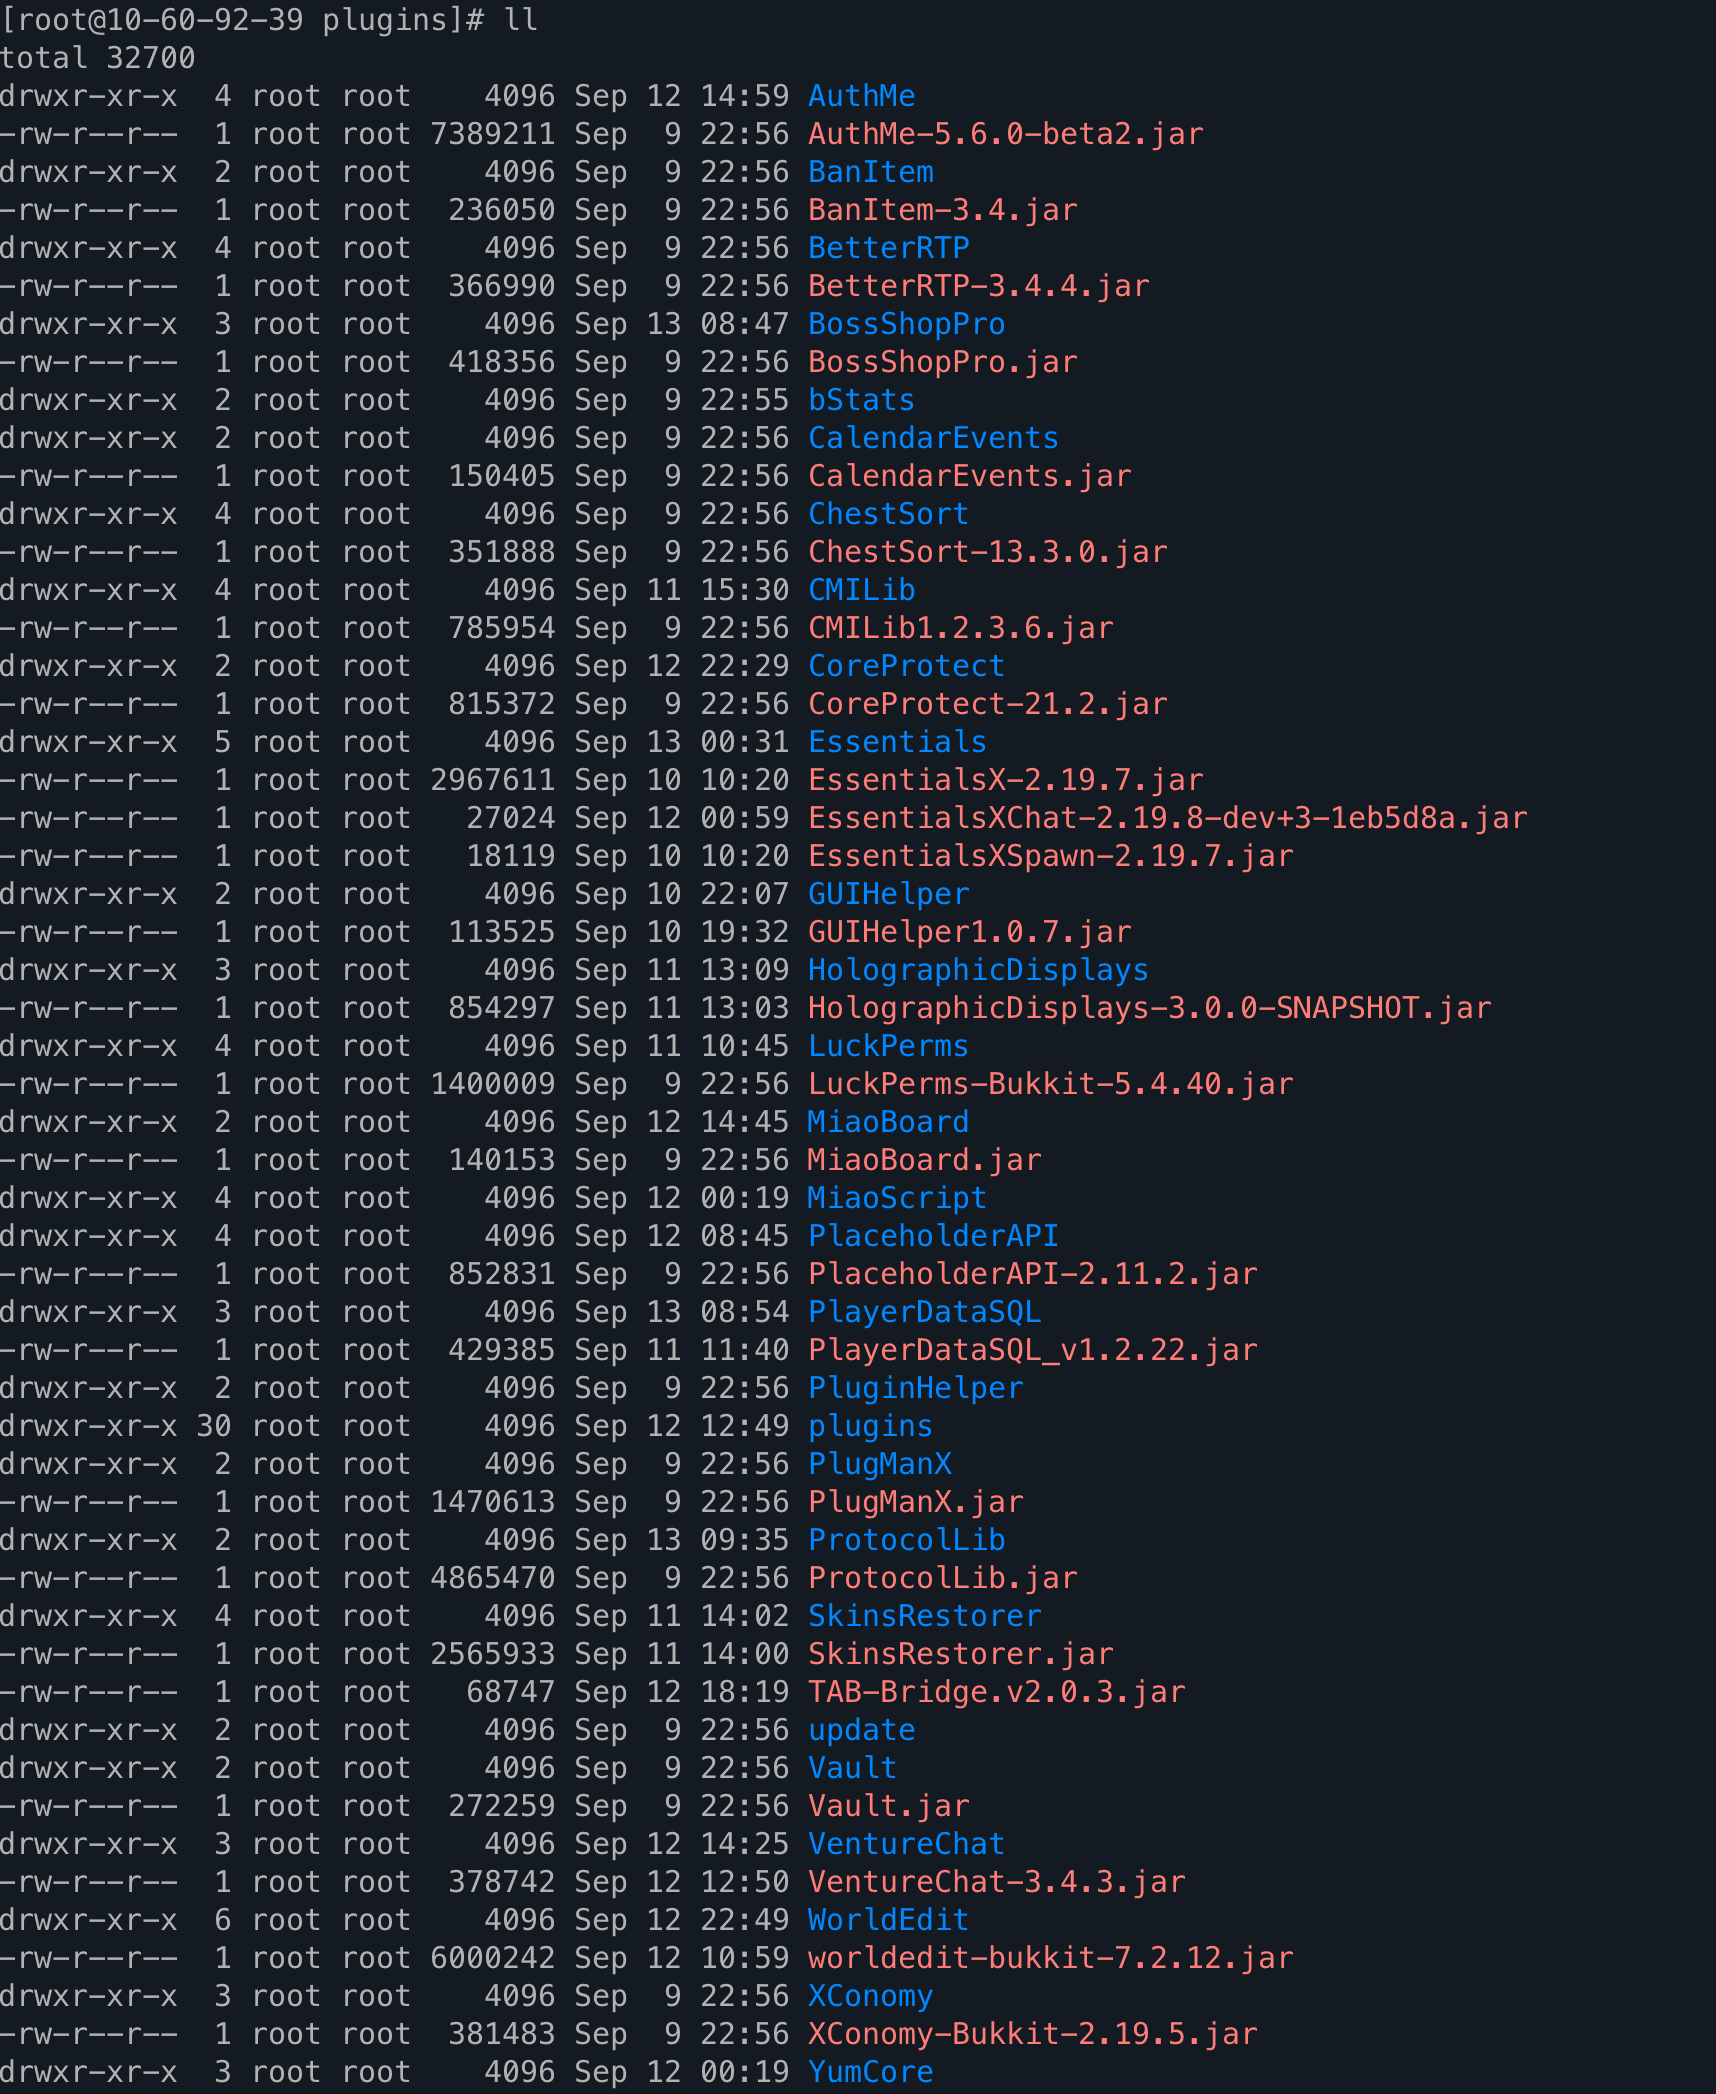 [root@10-60-92-39 plugins]# ll
total 32700
drwxr-xr-x  4 root root    4096 Sep 12 14:59 AuthMe
-rw-r--r--  1 root root 7389211 Sep  9 22:56 AuthMe-5.6.0-beta2.jar
drwxr-xr-x  2 root root    4096 Sep  9 22:56 BanItem
-rw-r--r--  1 root root  236050 Sep  9 22:56 BanItem-3.4.jar
drwxr-xr-x  4 root root    4096 Sep  9 22:56 BetterRTP
-rw-r--r--  1 root root  366990 Sep  9 22:56 BetterRTP-3.4.4.jar
drwxr-xr-x  3 root root    4096 Sep 13 08:47 BossShopPro
-rw-r--r--  1 root root  418356 Sep  9 22:56 BossShopPro.jar
drwxr-xr-x  2 root root    4096 Sep  9 22:55 bStats
drwxr-xr-x  2 root root    4096 Sep  9 22:56 CalendarEvents
-rw-r--r--  1 root root  150405 Sep  9 22:56 CalendarEvents.jar
drwxr-xr-x  4 root root    4096 Sep  9 22:56 ChestSort
-rw-r--r--  1 root root  351888 Sep  9 22:56 ChestSort-13.3.0.jar
drwxr-xr-x  4 root root    4096 Sep 11 15:30 CMILib
-rw-r--r--  1 root root  785954 Sep  9 22:56 CMILib1.2.3.6.jar
drwxr-xr-x  2 root root    4096 Sep 12 22:29 CoreProtect
-rw-r--r--  1 root root  815372 Sep  9 22:56 CoreProtect-21.2.jar
drwxr-xr-x  5 root root    4096 Sep 13 00:31 Essentials
-rw-r--r--  1 root root 2967611 Sep 10 10:20 EssentialsX-2.19.7.jar
-rw-r--r--  1 root root   27024 Sep 12 00:59 EssentialsXChat-2.19.8-dev+3-1eb5d8a.jar
-rw-r--r--  1 root root   18119 Sep 10 10:20 EssentialsXSpawn-2.19.7.jar
drwxr-xr-x  2 root root    4096 Sep 10 22:07 GUIHelper
-rw-r--r--  1 root root  113525 Sep 10 19:32 GUIHelper1.0.7.jar
drwxr-xr-x  3 root root    4096 Sep 11 13:09 HolographicDisplays
-rw-r--r--  1 root root  854297 Sep 11 13:03 HolographicDisplays-3.0.0-SNAPSHOT.jar
drwxr-xr-x  4 root root    4096 Sep 11 10:45 LuckPerms
-rw-r--r--  1 root root 1400009 Sep  9 22:56 LuckPerms-Bukkit-5.4.40.jar
drwxr-xr-x  2 root root    4096 Sep 12 14:45 MiaoBoard
-rw-r--r--  1 root root  140153 Sep  9 22:56 MiaoBoard.jar
drwxr-xr-x  4 root root    4096 Sep 12 00:19 MiaoScript
drwxr-xr-x  4 root root    4096 Sep 12 08:45 PlaceholderAPI
-rw-r--r--  1 root root  852831 Sep  9 22:56 PlaceholderAPI-2.11.2.jar
drwxr-xr-x  3 root root    4096 Sep 13 08:54 PlayerDataSQL
-rw-r--r--  1 root root  429385 Sep 11 11:40 PlayerDataSQL_v1.2.22.jar
drwxr-xr-x  2 root root    4096 Sep  9 22:56 PluginHelper
drwxr-xr-x 30 root root    4096 Sep 12 12:49 plugins
drwxr-xr-x  2 root root    4096 Sep  9 22:56 PlugManX
-rw-r--r--  1 root root 1470613 Sep  9 22:56 PlugManX.jar
drwxr-xr-x  2 root root    4096 Sep 13 09:35 ProtocolLib
-rw-r--r--  1 root root 4865470 Sep  9 22:56 ProtocolLib.jar
drwxr-xr-x  4 root root    4096 Sep 11 14:02 SkinsRestorer
-rw-r--r--  1 root root 2565933 Sep 11 14:00 SkinsRestorer.jar
-rw-r--r--  1 root root   68747 Sep 12 18:19 TAB-Bridge.v2.0.3.jar
drwxr-xr-x  2 root root    4096 Sep  9 22:56 update
drwxr-xr-x  2 root root    4096 Sep  9 22:56 Vault
-rw-r--r--  1 root root  272259 Sep  9 22:56 Vault.jar
drwxr-xr-x  3 root root    4096 Sep 12 14:25 VentureChat
-rw-r--r--  1 root root  378742 Sep 12 12:50 VentureChat-3.4.3.jar
drwxr-xr-x  6 root root    4096 Sep 12 22:49 WorldEdit
-rw-r--r--  1 root root 6000242 Sep 12 10:59 worldedit-bukkit-7.2.12.jar
drwxr-xr-x  3 root root    4096 Sep  9 22:56 XConomy
-rw-r--r--  1 root root  381483 Sep  9 22:56 XConomy-Bukkit-2.19.5.jar
drwxr-xr-x  3 root root    4096 Sep 12 00:19 YumCore